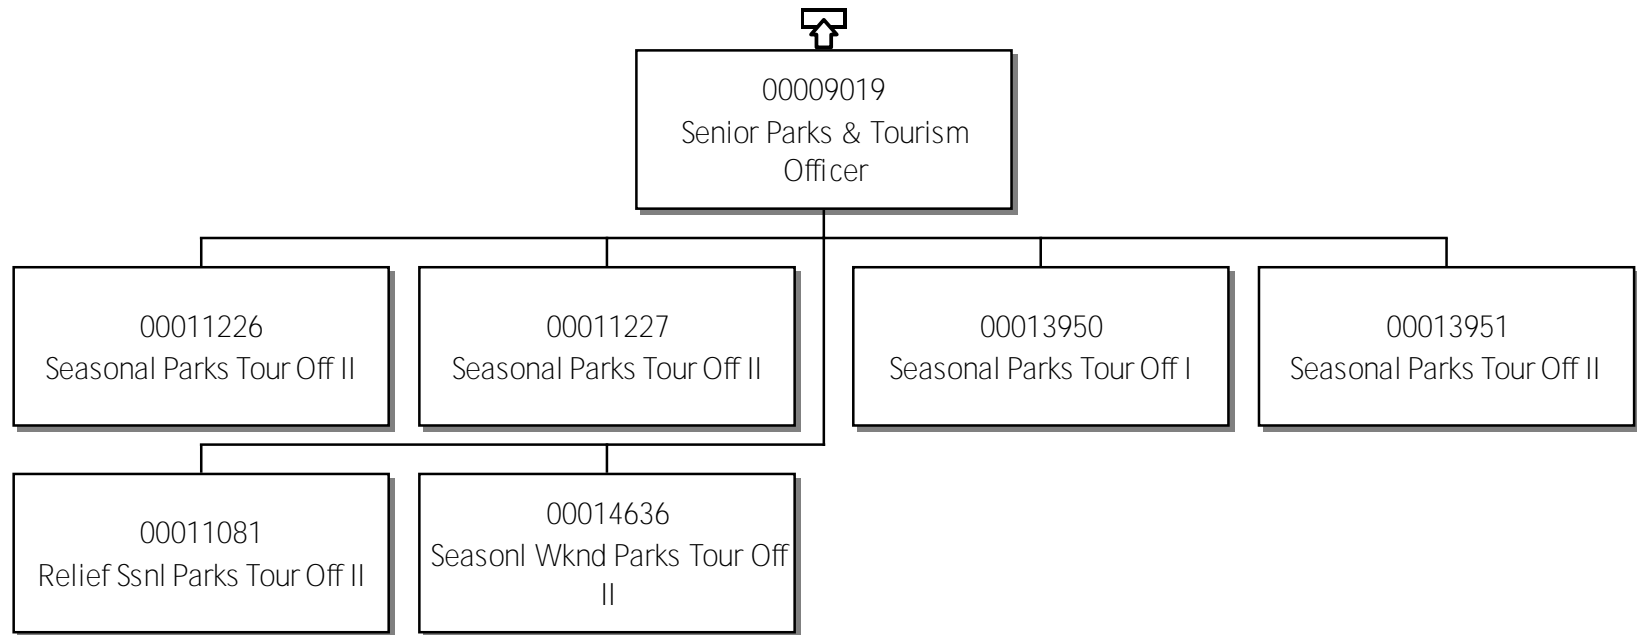 00009019
Senior Parks & Tourism
Officer
00011226
Seasonal Parks Tour Off II
00011227
Seasonal Parks Tour Off II
00013950
Seasonal Parks Tour Off I
00013951
Seasonal Parks Tour Off II
00011081
Relief Ssnl Parks Tour Off II
00014636
Seasonl Wknd Parks Tour Off
II